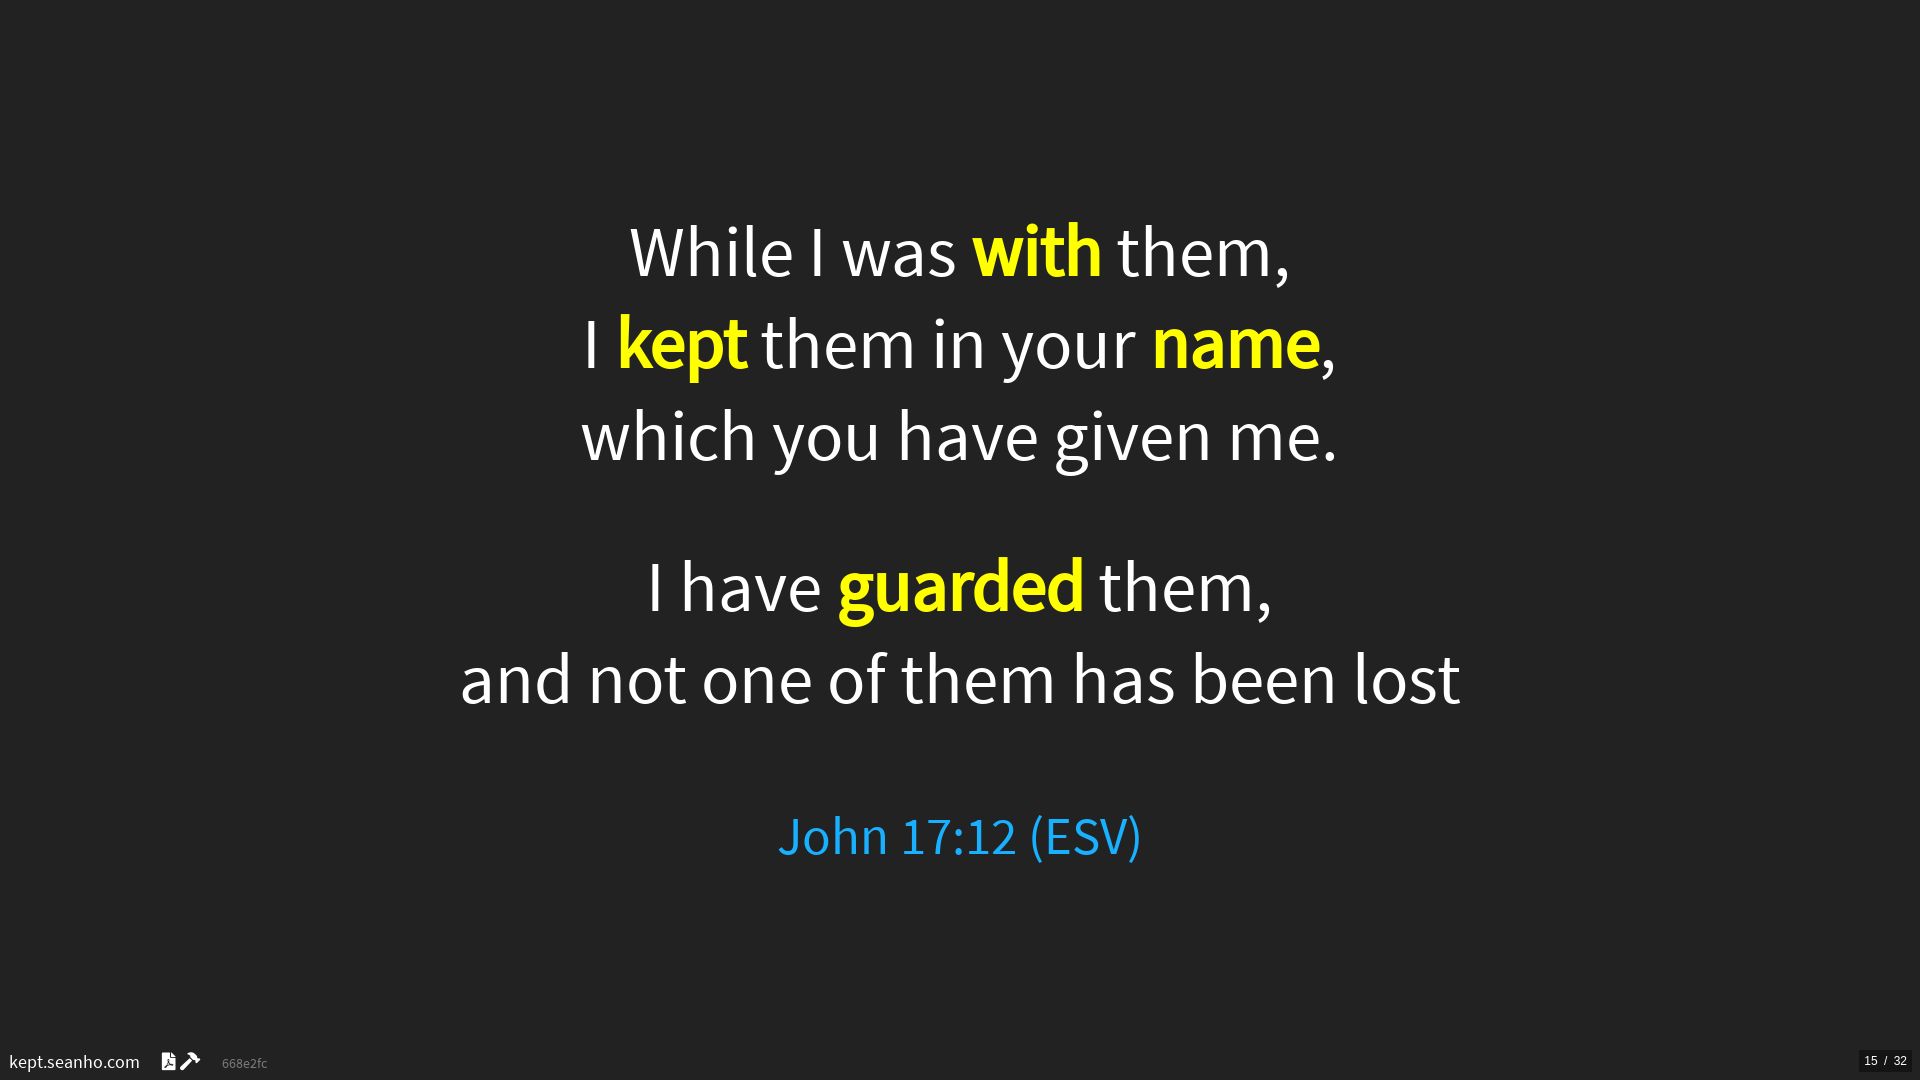 While I was with them,
I kept them in your name,
which you have given me.
I have guarded them,
and not one of them has been lost
John 17:12 (ESV)
kept.seanho.com
668e2fc
15 / 32